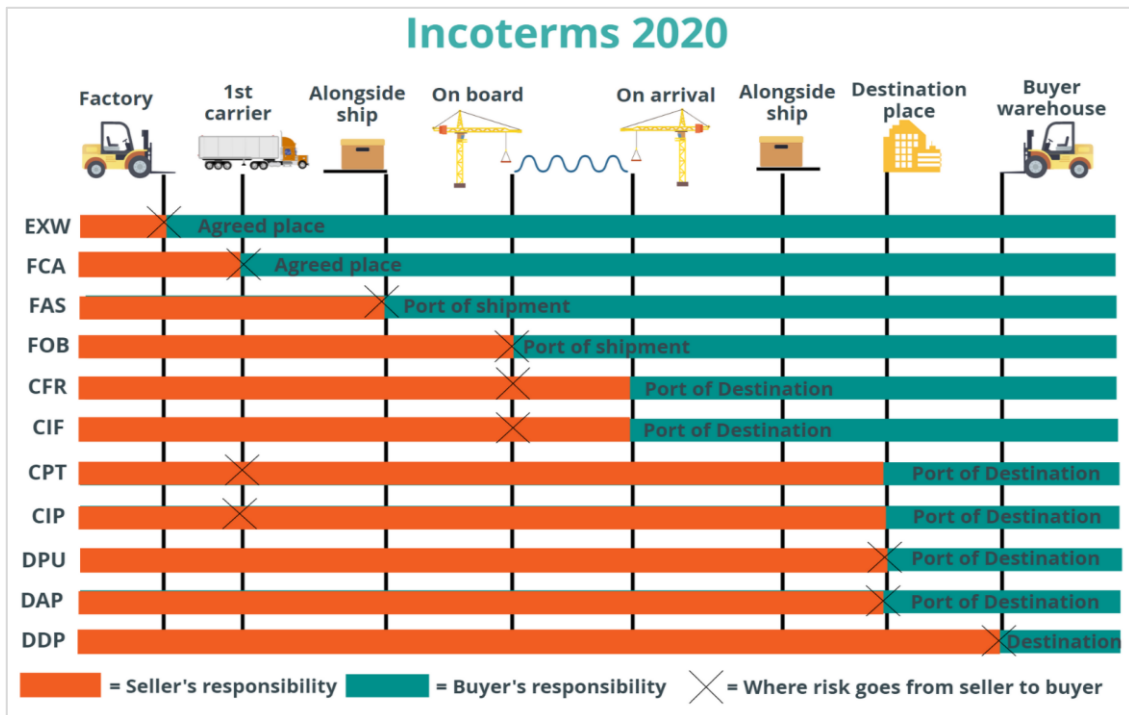 Incoterms 2020
Factory
1st
carrier
Alongside
ship
On board
On arrival
Alongside
ship
Destination
place
Buyer
warehouse
EXW
Agreed place
FCA
Agreed place
FAS
Port of shipment
FOB
Port of shipment
CFR
Port of Destination
CIF
Port of Destination
CPT
Port of Destination
CIP
Port of Destination
DPU
Port of Destination
DAP
Port of Destination
DDP
Destination
= Seller's responsibility
= Buyer's responsibility
= Where risk goes from seller to buyer